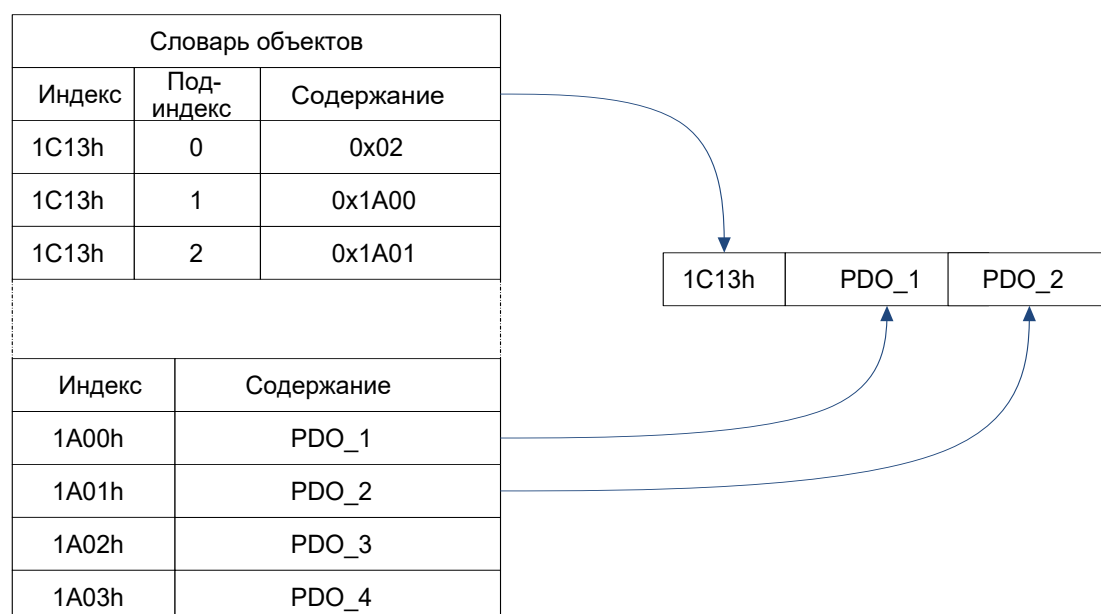 Словарь объектов
Индекс Под-индекс Содержание
1C13h 0 0x02
1C13h 1 0x1A00
1C13h 2 0x1A01
1C13h PDO_1 PDO_2
Индекс Содержание
1A00h PDO_1
1A01h PDO_2
1A02h PDO_3
1A03h PDO_4